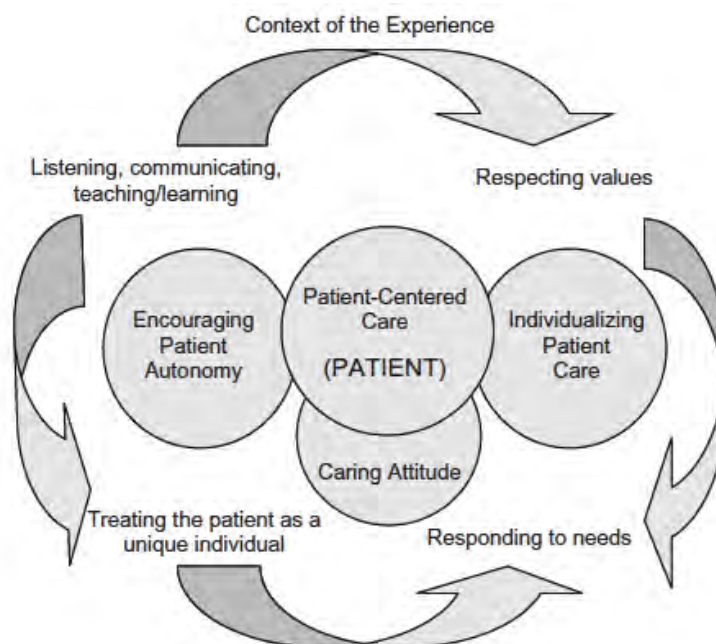 Context of the Experience
Listening, communicating,
teaching/learning
Respecting values
Encouraging
Patient
Autonomy
Patient-Centered
Care
(PATIENT)
Individualizing
Patient
Care
Caring Attitude
Treating the patient as a
unique individual
Responding to needs